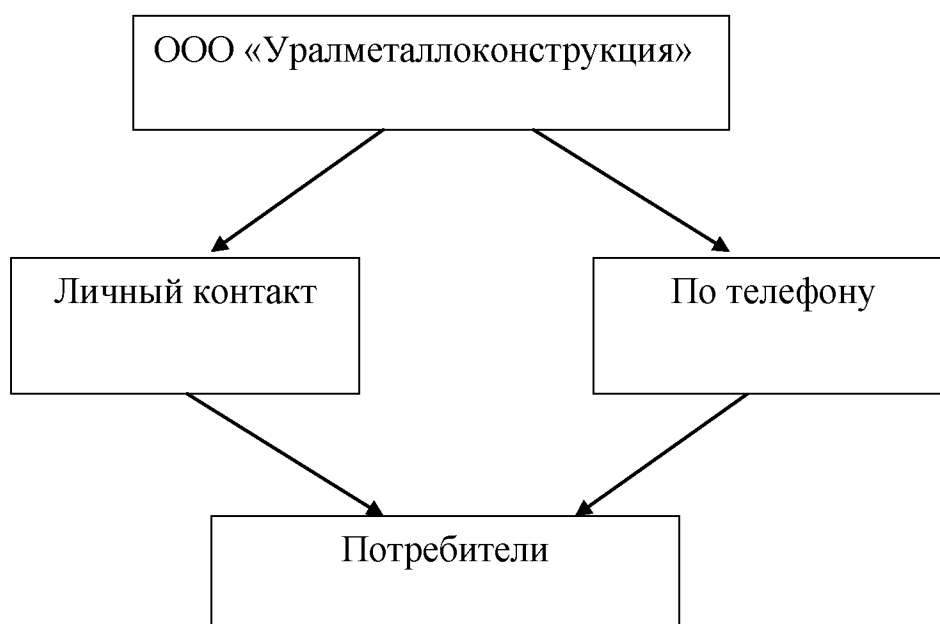 ООО «Уралметаллоконструкция»
Личный контакт
По телефону
Потребители